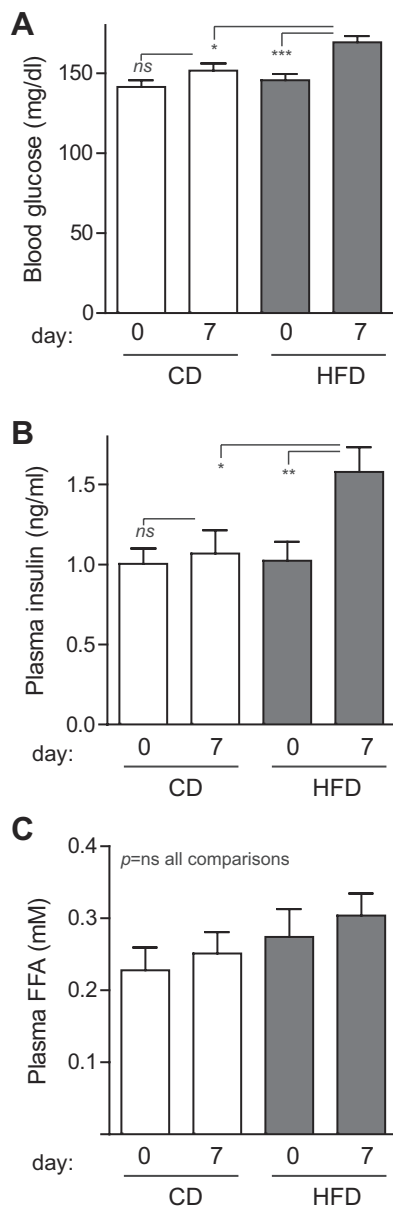 A
Blood glucose (mg/dl)
150
100
50
0
ns
*
***
day:
0 7 0 7
CD HFD
B
Plasma insulin (ng/ml)
1.5
1.0
0.5
0.0
ns
*
**
day:
0 7 0 7
CD HFD
C
Plasma FFA (mM)
0.4
0.3
0.2
0.1
p=ns all comparisons
day:
0 7 0 7
CD HFD